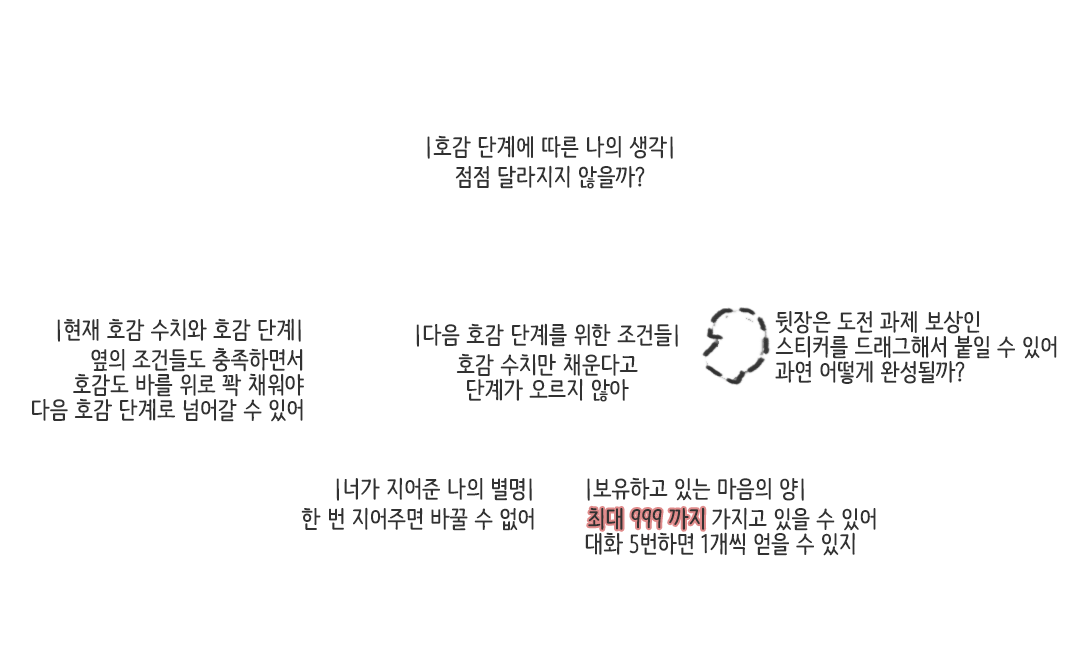 |호감 단계에 따른 나의 생각|
점점 달라지지 않을까?
|현재 호감 수치와 호감 단계|
옆의 조건들도 충족하면서
호감도 바를 위로 꽉 채워야
다음 호감 단계로 넘어갈 수 있어
|다음 호감 단계를 위한 조건들|
호감 수치만 채운다고
단계가 오르지 않아
뒷장은 도전 과제 보상인
스티커를 드래그해서 붙일 수 있어
과연 어떻게 완성될까?
|너가 지어준 나의 별명|
한 번 지어주면 바꿀 수 없어
|보유하고 있는 마음의 양|
최대 999 까지 가지고 있을 수 있어
대화 5번하면 1개씩 얻을 수 있지